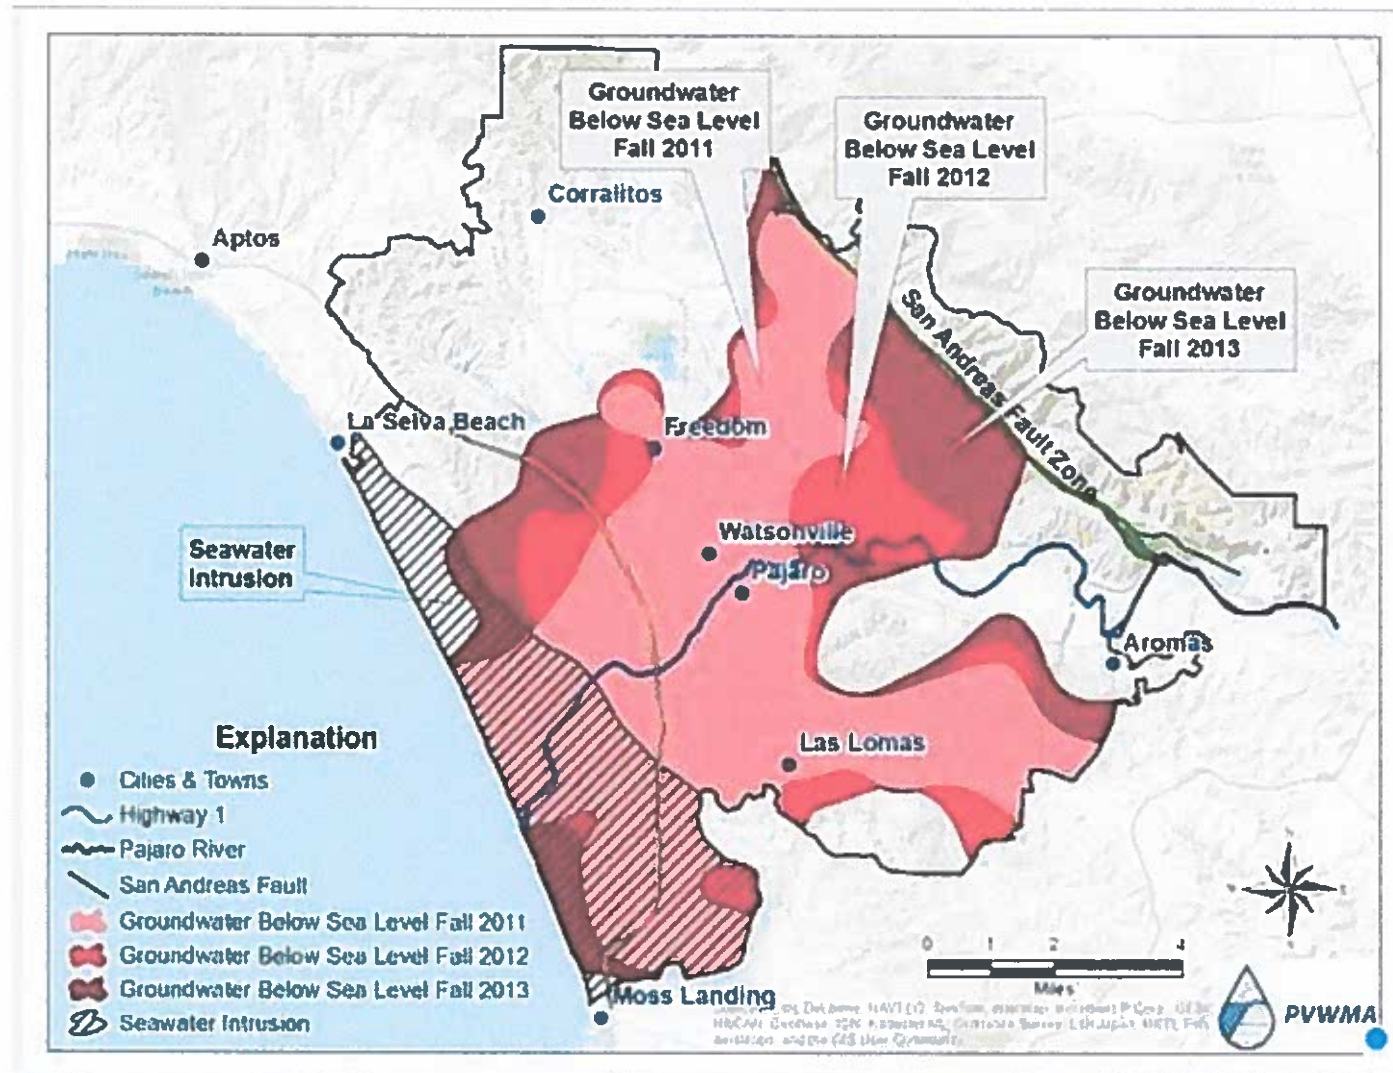 Groundwater
Below Sea Level
Fall 2011
Groundwater
Below Sea Level
Fall 2012
Corralitos
Aptos
Groundwater
Below Sea Level
Fall 2013
San Andreas Fault Zone
La Selva Beach
Freedom
Seawater
Intrusion
Watsonville
Pajaro
Aromas
Las Lomas
Explanation
Cities & Towns
Highway 1
Pajaro River
San Andreas Fault
Groundwater Below Sea Level Fall 2011
Groundwater Below Sea Level Fall 2012
Groundwater Below Sea Level Fall 2013
Seawater Intrusion
0 1 2 4
Miles
Moss Landing
PVWMA